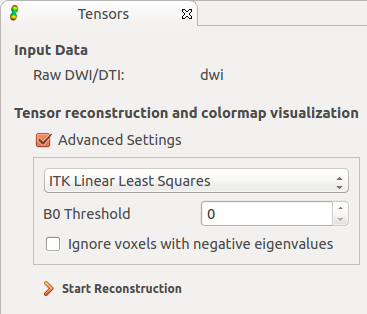 Tensors
Input Data
Raw DWI/DTI: dwi
Tensor reconstruction and colormap visualization
Advanced Settings
ITK Linear Least Squares
B0 Threshold 0
Ignore voxels with negative eigenvalues
Start Reconstruction